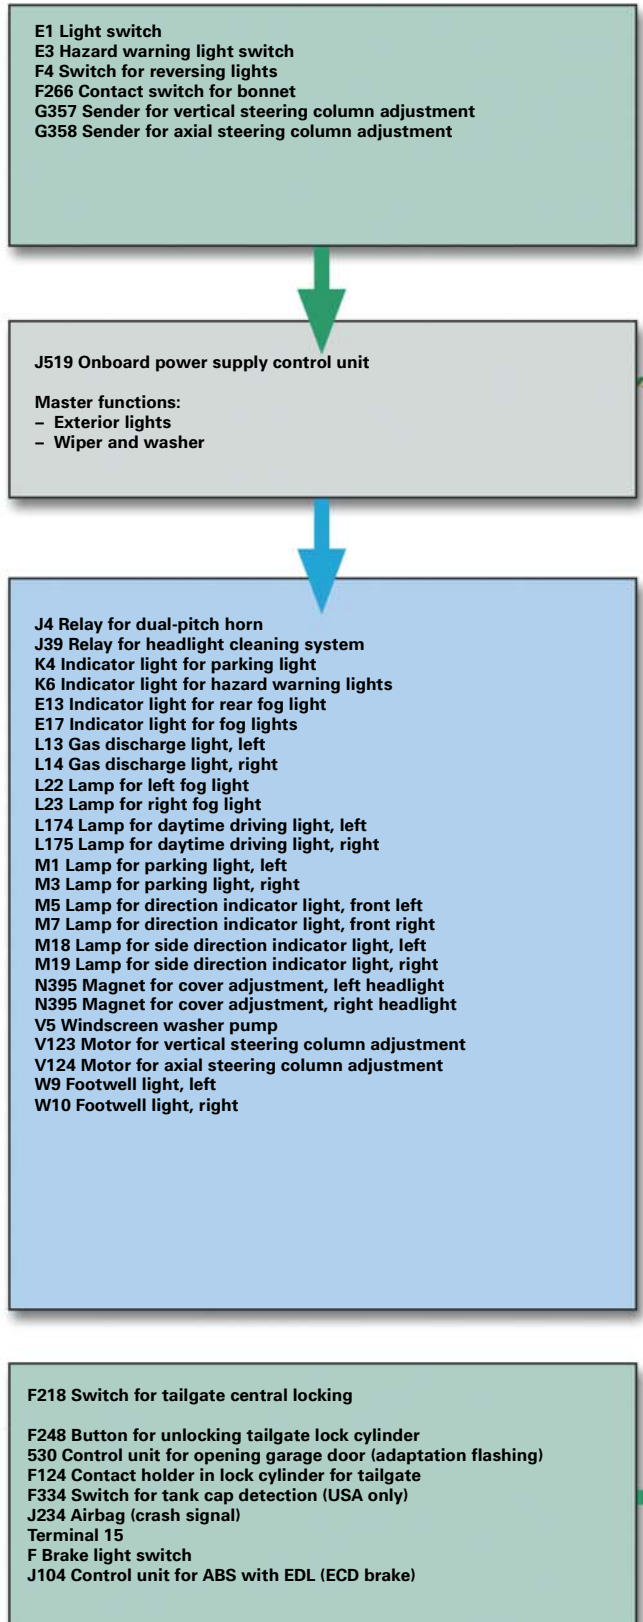 E1 Light switch
E3 Hazard warning light switch
F4 Switch for reversing lights
F266 Contact switch for bonnet
G357 Sender for vertical steering column adjustment
G358 Sender for axial steering column adjustment
J519 Onboard power supply control unit
Master functions:
– Exterior lights
– Wiper and washer
J4 Relay for dual-pitch horn
J39 Relay for headlight cleaning system
K4 Indicator light for parking light
K6 Indicator light for hazard warning lights
E13 Indicator light for rear fog light
E17 Indicator light for fog lights
L13 Gas discharge light, left
L14 Gas discharge light, right
L22 Lamp for left fog light
L23 Lamp for right fog light
L174 Lamp for daytime driving light, left
L175 Lamp for daytime driving light, right
M1 Lamp for parking light, left
M3 Lamp for parking light, right
M5 Lamp for direction indicator light, front left
M7 Lamp for direction indicator light, front right
M18 Lamp for side direction indicator light, left
M19 Lamp for side direction indicator light, right
N395 Magnet for cover adjustment, left headlight
N395 Magnet for cover adjustment, right headlight
V5 Windscreen washer pump
V123 Motor for vertical steering column adjustment
V124 Motor for axial steering column adjustment
W9 Footwell light, left
W10 Footwell light, right
F218 Switch for tailgate central locking
F248 Button for unlocking tailgate lock cylinder
530 Control unit for opening garage door (adaptation flashing)
F124 Contact holder in lock cylinder for tailgate
F334 Switch for tank cap detection (USA only)
J234 Airbag (crash signal)
Terminal 15
F Brake light switch
J104 Control unit for ABS with EDL (ECD brake)